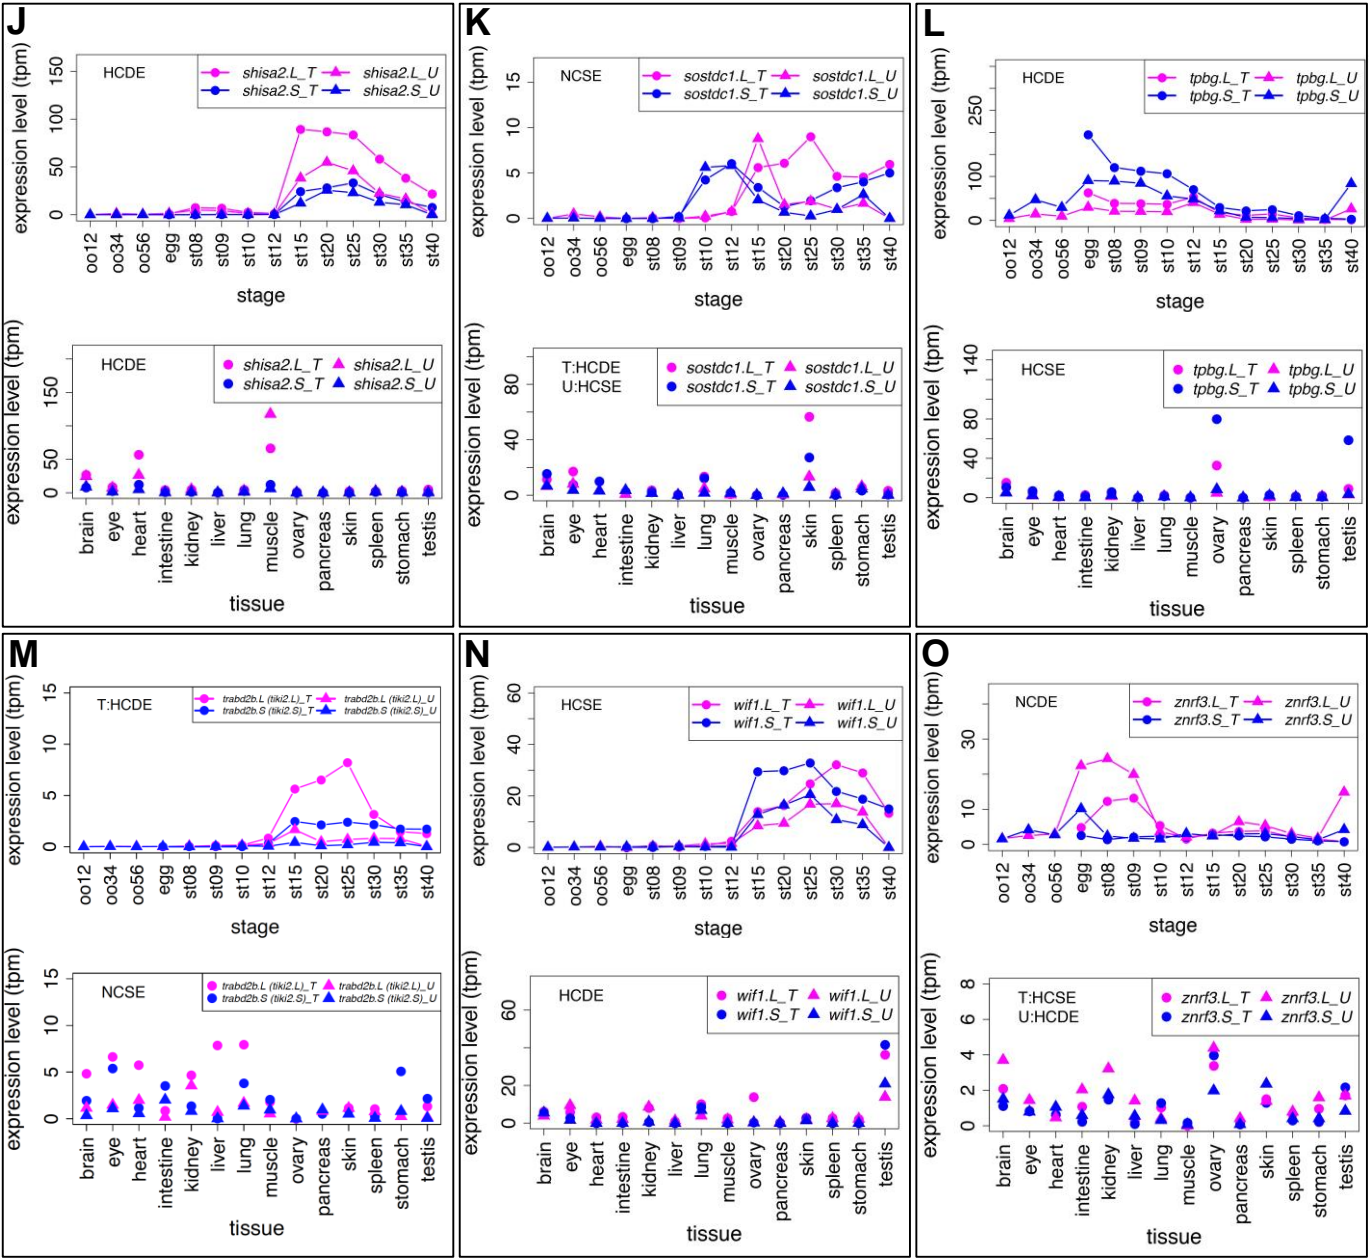 J
expression level (tpm)
150
100
50
0
HCDE
shisa2.L_T shisa2.L_U
shisa2.S_T shisa2.S_U
oo12 oo34 oo56 egg st08 st09 st10 st12 st15 st20 st25 st30 st35 st40
stage
expression level (tpm)
150
50
0
HCDE
shisa2.L_T shisa2.L_U
shisa2.S_T shisa2.S_U
brain eye heart intestine kidney liver lung muscle ovary pancreas skin spleen stomach testis
tissue
K
expression level (tpm)
15
10
5
0
NCSE
sostdc1.L_T sostdc1.L_U
sostdc1.S_T sostdc1.S_U
oo12 oo34 oo56 egg st08 st09 st10 st12 st15 st20 st25 st30 st35 st40
stage
expression level (tpm)
80
40
0
T:HCDE
U:HCSE
sostdc1.L_T sostdc1.L_U
sostdc1.S_T sostdc1.S_U
brain eye heart intestine kidney liver lung muscle ovary pancreas skin spleen stomach testis
tissue
L
expression level (tpm)
250
100
0
HCDE
tpbg.L_T tpbg.L_U
tpbg.S_T tpbg.S_U
oo12 oo34 oo56 egg st08 st09 st10 st12 st15 st20 st25 st30 st35 st40
stage
expression level (tpm)
140
80
40
0
HCSE
tpbg.L_T tpbg.L_U
tpbg.S_T tpbg.S_U
brain eye heart intestine kidney liver lung muscle ovary pancreas skin spleen stomach testis
tissue
M
expression level (tpm)
15
10
5
0
T:HCDE
trabd2b.L (tiki2.L)_T trabd2b.L (tiki2.L)_U
trabd2b.S (tiki2.S)_T trabd2b.S (tiki2.S)_U
oo12 oo34 oo56 egg st08 st09 st10 st12 st15 st20 st25 st30 st35 st40
stage
expression level (tpm)
15
10
5
0
NCSE
trabd2b.L (tiki2.L)_T trabd2b.L (tiki2.L)_U
trabd2b.S (tiki2.S)_T trabd2b.S (tiki2.S)_U
brain eye heart intestine kidney liver lung muscle ovary pancreas skin spleen stomach testis
tissue
N
expression level (tpm)
60
40
20
0
HCSE
wif1.L_T wif1.L_U
wif1.S_T wif1.S_U
oo12 oo34 oo56 egg st08 st09 st10 st12 st15 st20 st25 st30 st35 st40
stage
expression level (tpm)
60
20
0
HCDE
wif1.L_T wif1.L_U
wif1.S_T wif1.S_U
brain eye heart intestine kidney liver lung muscle ovary pancreas skin spleen stomach testis
tissue
O
expression level (tpm)
30
10
0
NCDE
znrf3.L_T znrf3.L_U
znrf3.S_T znrf3.S_U
oo12 oo34 oo56 egg st08 st09 st10 st12 st15 st20 st25 st30 st35 st40
stage
expression level (tpm)
8
6
4
2
0
T:HCSE
U:HCDE
znrf3.L_T znrf3.L_U
znrf3.S_T znrf3.S_U
brain eye heart intestine kidney liver lung muscle ovary pancreas skin spleen stomach testis
tissue